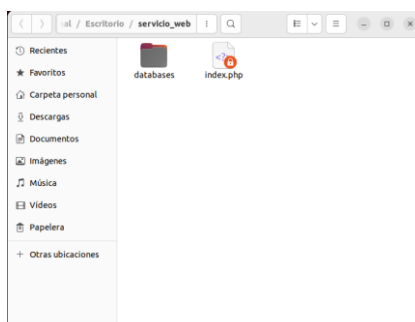 al / Escritorio / servicio_web
Recientes
Favoritos
Carpeta personal
Descargas
Documentos
Imágenes
Música
Vídeos
Papelera
+ Otras ubicaciones
databases
index.php